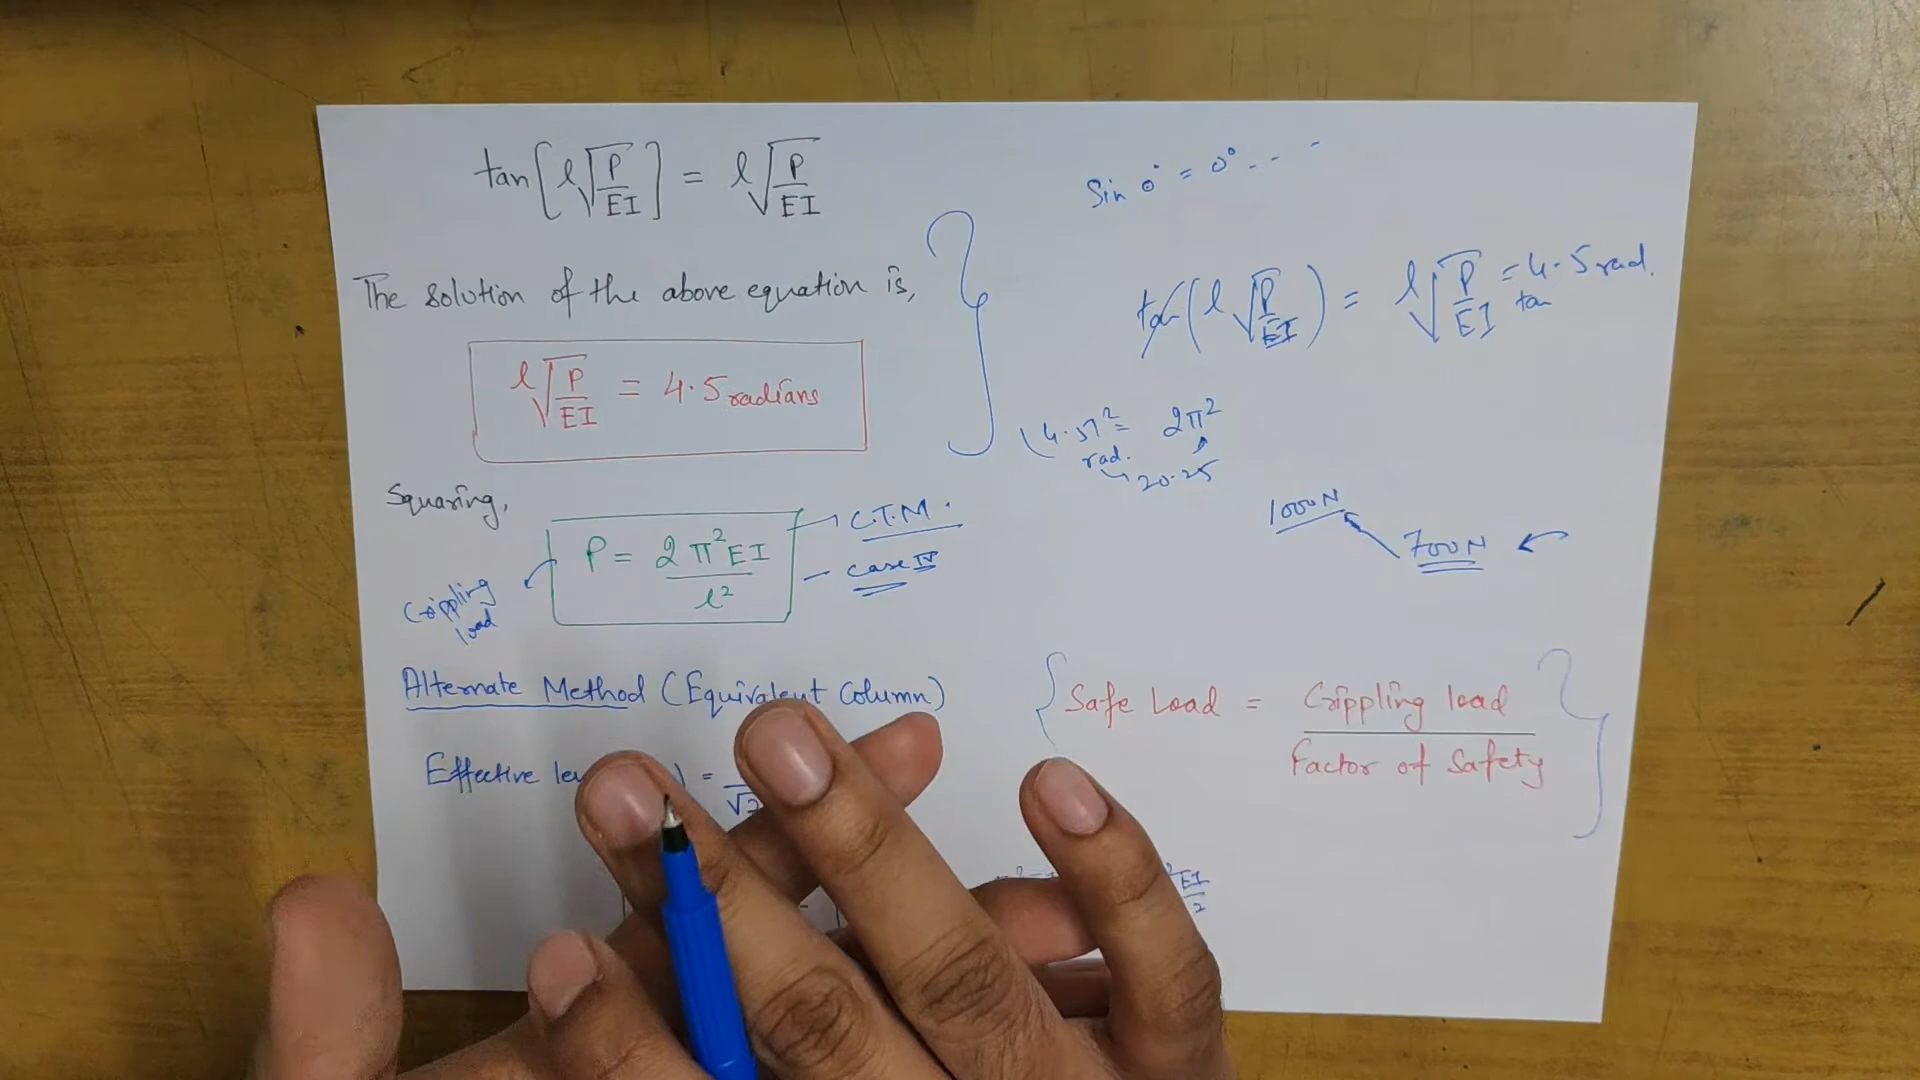 tan[l√(P/EI)] = l√(P/EI)
The solution of the above equation is,
l√(P/EI) = 4.5 radians
Squaring,
P = 2π²EI/l²
Crippling load
C.T.M.
case IV
Alternate Method (Equivalent Column)
Effective
=
Sin 0° = 0° - - -
tan(l√(P/EI)) = l√(P/EI) = 4.5 rad.
tan
(4.5)² = 2π²
rad.
20.25
1000N
700N
Safe Load = Crippling load / Factor of Safety
EI
2